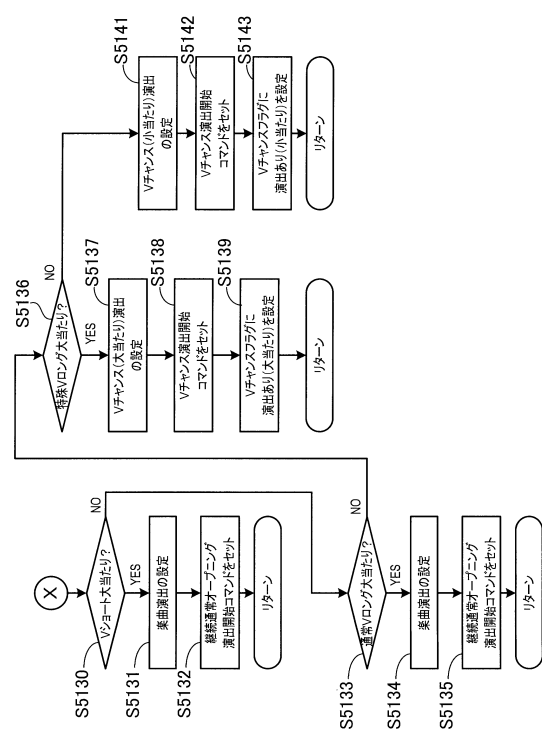 X
Vショート大当たり？
S5130
YES
NO
楽曲演出の設定
S5131
継続通常オープニング
演出開始コマンドをセット
S5132
リターン
通常Vロング大当たり？
S5133
YES
NO
楽曲演出の設定
S5134
継続通常オープニング
演出開始コマンドをセット
S5135
リターン
特殊Vロング大当たり？
S5136
YES
NO
Vチャンス(大当たり)演出
の設定
S5137
Vチャンス演出開始
コマンドをセット
S5138
Vチャンスフラグに
演出あり(大当たり)を設定
S5139
リターン
Vチャンス(小当たり)演出
の設定
S5141
Vチャンス演出開始
コマンドをセット
S5142
Vチャンスフラグに
演出あり(小当たり)を設定
S5143
リターン